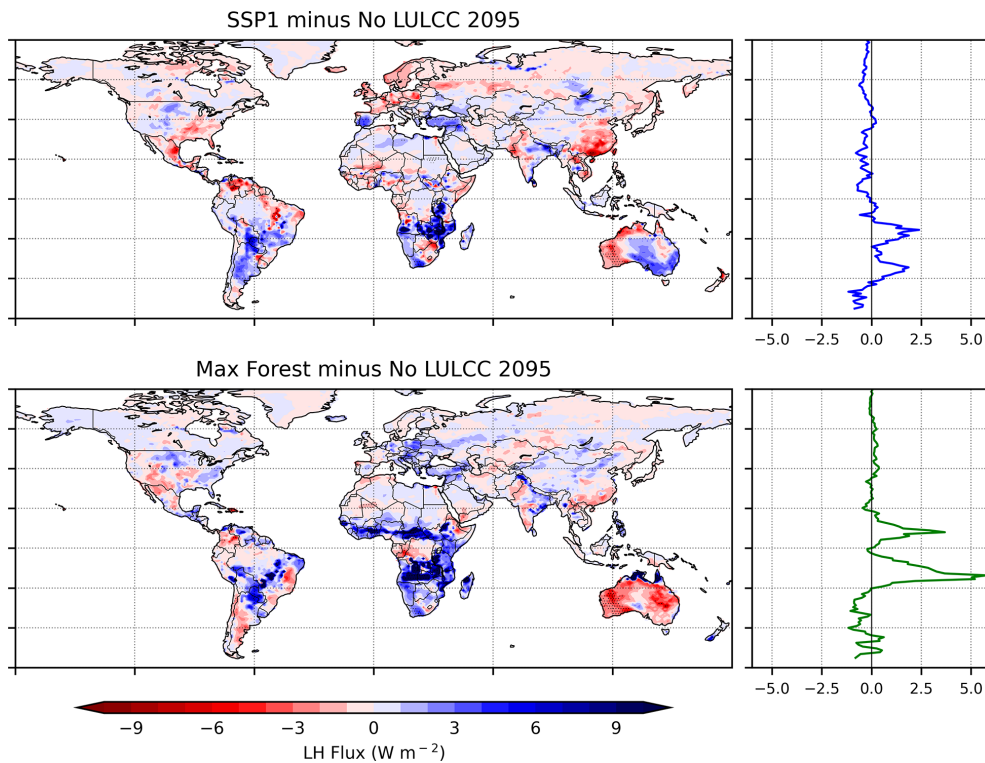 SSP1 minus No LULCC 2095
−5.0 −2.5 0.0 2.5 5.0
Max Forest minus No LULCC 2095
−5.0 −2.5 0.0 2.5 5.0
−9 −6 −3 0 3 6 9
LH Flux (W m⁻²)